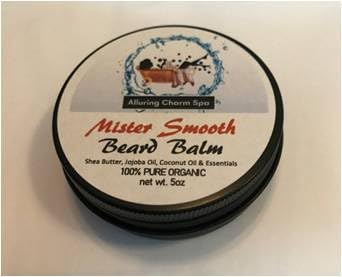 Alluring Charm Spa
Mister Smooth
Beard Balm
Shea Butter, Jojoba Oil, Coconut Oil & Essentials
100% PURE ORGANIC
net wt. 5oz